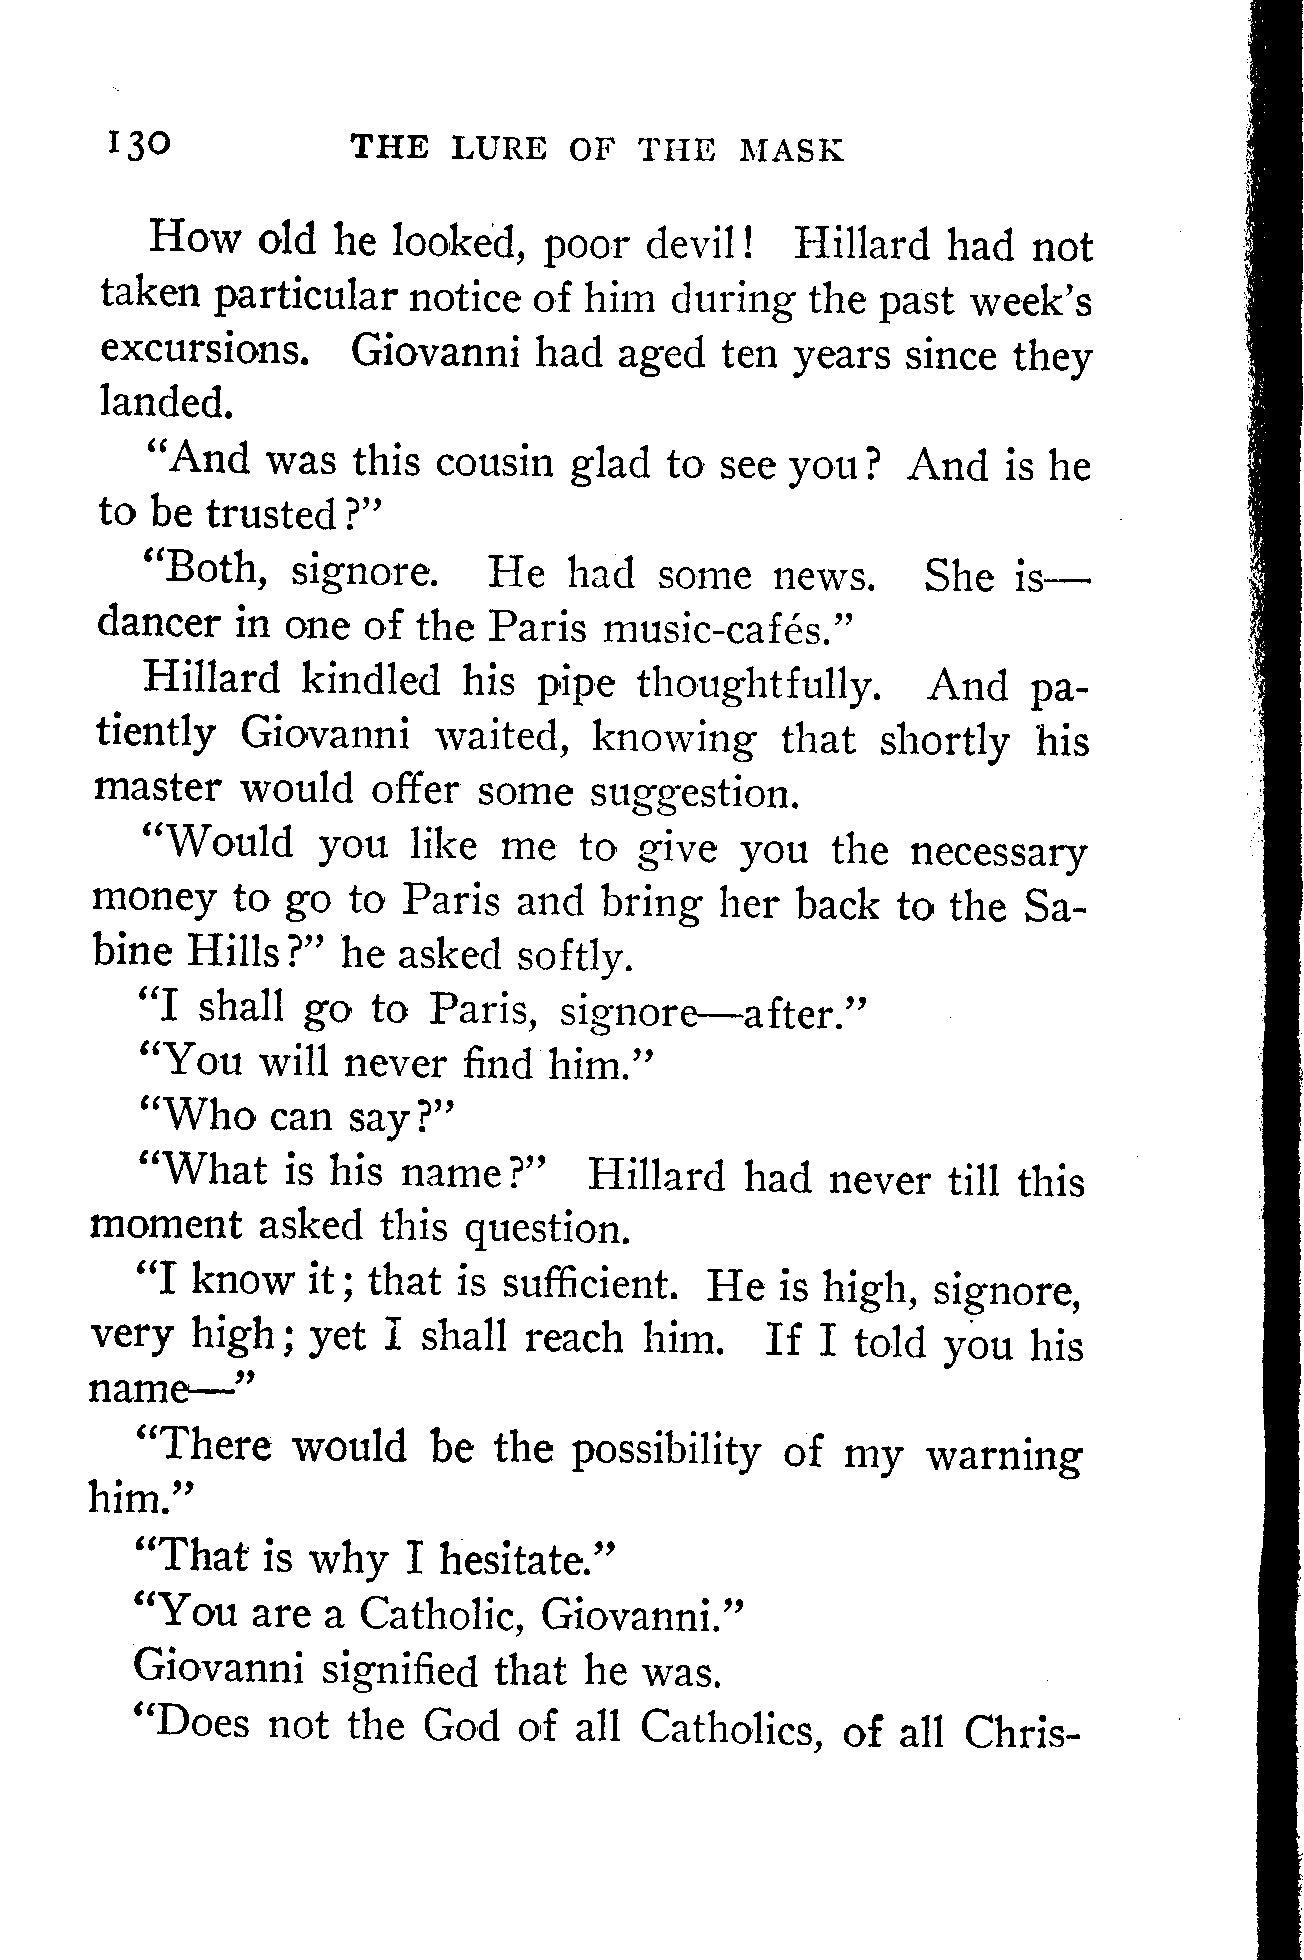 130 THE LURE OF THE MASK
How old he looked, poor devil! Hillard had not
taken particular notice of him during the past week's
excursions. Giovanni had aged ten years since they
landed.
"And was this cousin glad to see you? And is he
to be trusted?"
"Both, signore. He had some news. She is—
dancer in one of the Paris music-cafés."
Hillard kindled his pipe thoughtfully. And pa-
tiently Giovanni waited, knowing that shortly his
master would offer some suggestion.
"Would you like me to give you the necessary
money to go to Paris and bring her back to the Sa-
bine Hills?" he asked softly.
"I shall go to Paris, signore—after."
"You will never find him."
"Who can say?"
"What is his name?" Hillard had never till this
moment asked this question.
"I know it; that is sufficient. He is high, signore,
very high; yet I shall reach him. If I told you his
name—"
"There would be the possibility of my warning
him."
"That is why I hesitate."
"You are a Catholic, Giovanni."
Giovanni signified that he was.
"Does not the God of all Catholics, of all Chris-